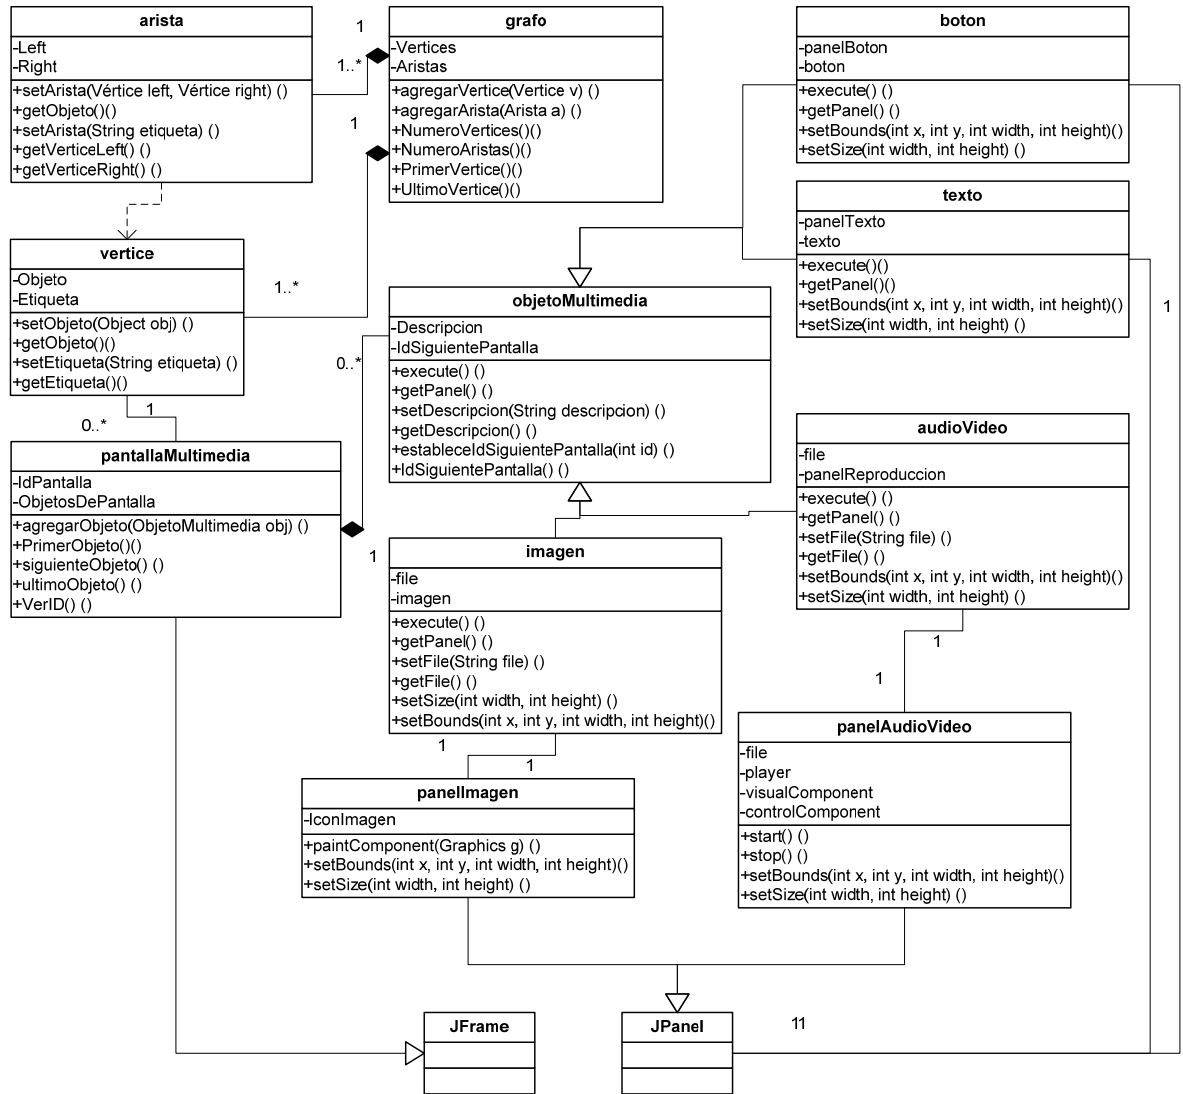 arista
-Left
-Right
+setArista(Vértice left, Vértice right) ()
+getObjeto()()
+setArista(String etiqueta) ()
+getVerticeLeft() ()
+getVerticeRight() ()
1
1..*
1
grafo
-Vertices
-Aristas
+agregarVertice(Vertice v) ()
+agregarArista(Arista a) ()
+NumeroVertices()()
+NumeroAristas()()
+PrimerVertice()()
+UltimoVertice()()
boton
-panelBoton
-boton
+execute() ()
+getPanel() ()
+setBounds(int x, int y, int width, int height)()
+setSize(int width, int height) ()
texto
-panelTexto
-texto
+execute()()
+getPanel()()
+setBounds(int x, int y, int width, int height)()
+setSize(int width, int height) ()
1
vertice
-Objeto
-Etiqueta
+setObjeto(Object obj) ()
+getObjeto()()
+setEtiqueta(String etiqueta) ()
+getEtiqueta()()
1..*
0..*
1
0..*
objetoMultimedia
-Descripcion
-IdSiguientePantalla
+execute() ()
+getPanel() ()
+setDescripcion(String descripcion) ()
+getDescripcion() ()
+estableceIdSiguientePantalla(int id) ()
+IdSiguientePantalla() ()
pantallaMultimedia
-IdPantalla
-ObjetosDePantalla
+agregarObjeto(ObjetoMultimedia obj) ()
+PrimerObjeto()()
+siguienteObjeto() ()
+ultimoObjeto() ()
+VerID() ()
1
audioVideo
-file
-panelReproduccion
+execute() ()
+getPanel() ()
+setFile(String file) ()
+getFile() ()
+setBounds(int x, int y, int width, int height)()
+setSize(int width, int height) ()
imagen
-file
-imagen
+execute() ()
+getPanel() ()
+setFile(String file) ()
+getFile() ()
+setSize(int width, int height) ()
+setBounds(int x, int y, int width, int height)()
1
1
1
1
panelImagen
-IconImagen
+paintComponent(Graphics g) ()
+setBounds(int x, int y, int width, int height)()
+setSize(int width, int height) ()
panelAudioVideo
-file
-player
-visualComponent
-controlComponent
+start() ()
+stop() ()
+setBounds(int x, int y, int width, int height)()
+setSize(int width, int height) ()
JFrame
JPanel
11